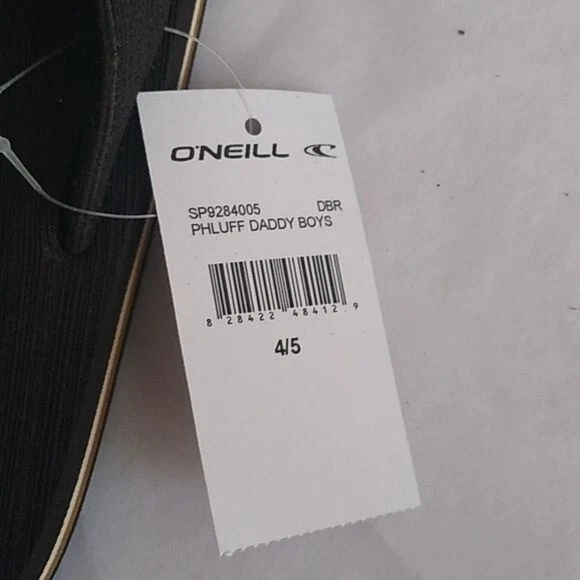 O'NEILL
SP9284005 DBR
PHLUFF DADDY BOYS
8 28422 48412 9
4/5